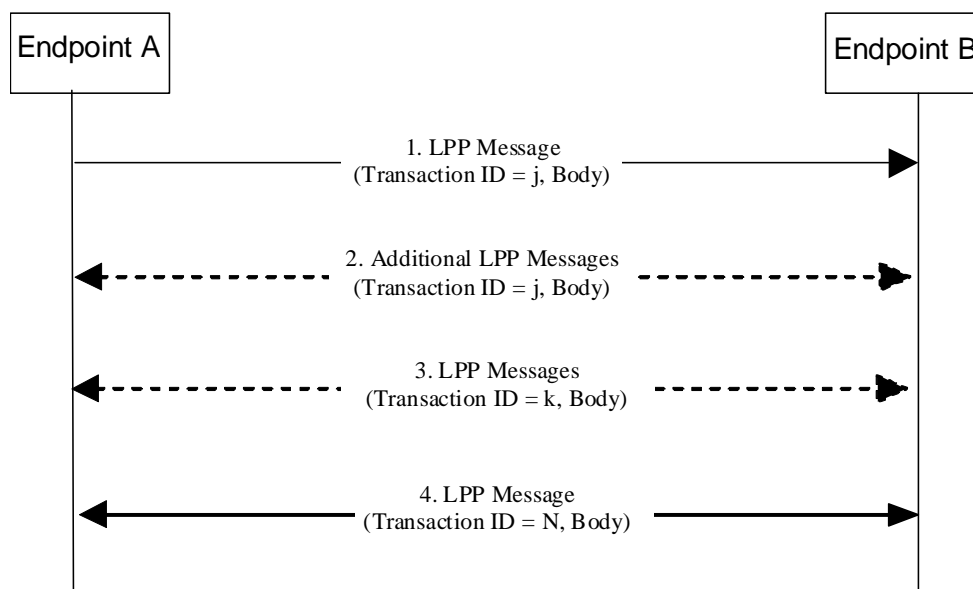 Endpoint A
Endpoint B
1. LPP Message
(Transaction ID = j, Body)
2. Additional LPP Messages
(Transaction ID = j, Body)
3. LPP Messages
(Transaction ID = k, Body)
4. LPP Message
(Transaction ID = N, Body)